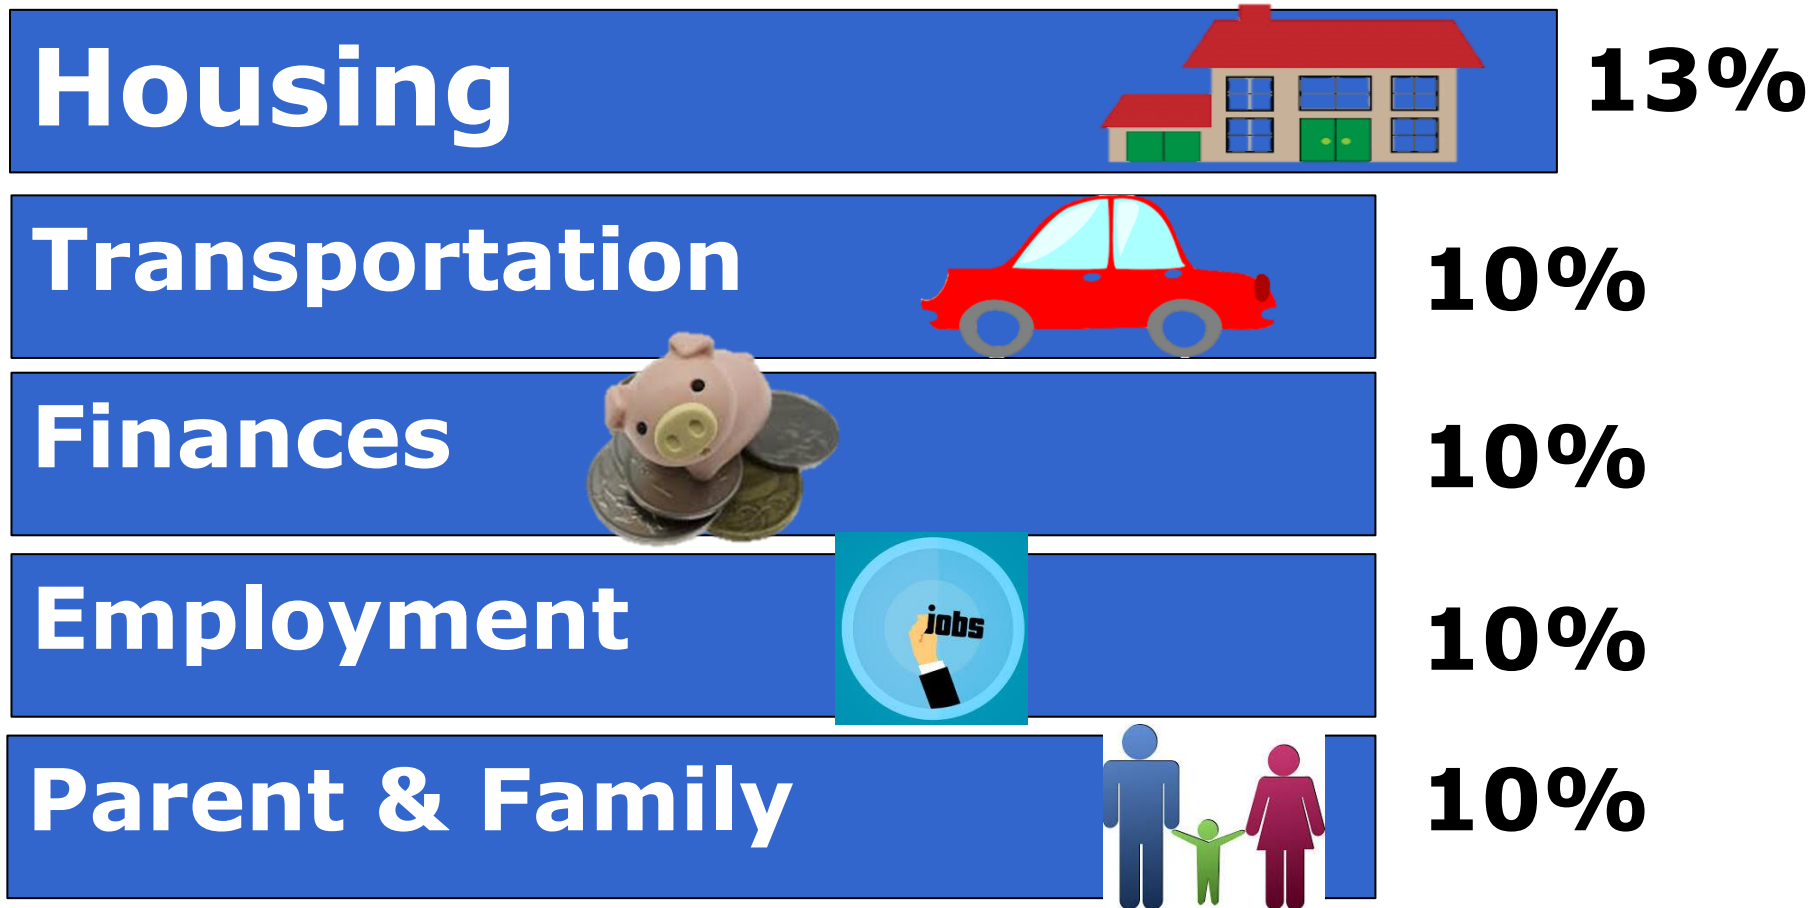 Housing 13%
Transportation 10%
Finances 10%
jobs
Employment 10%
Parent & Family 10%